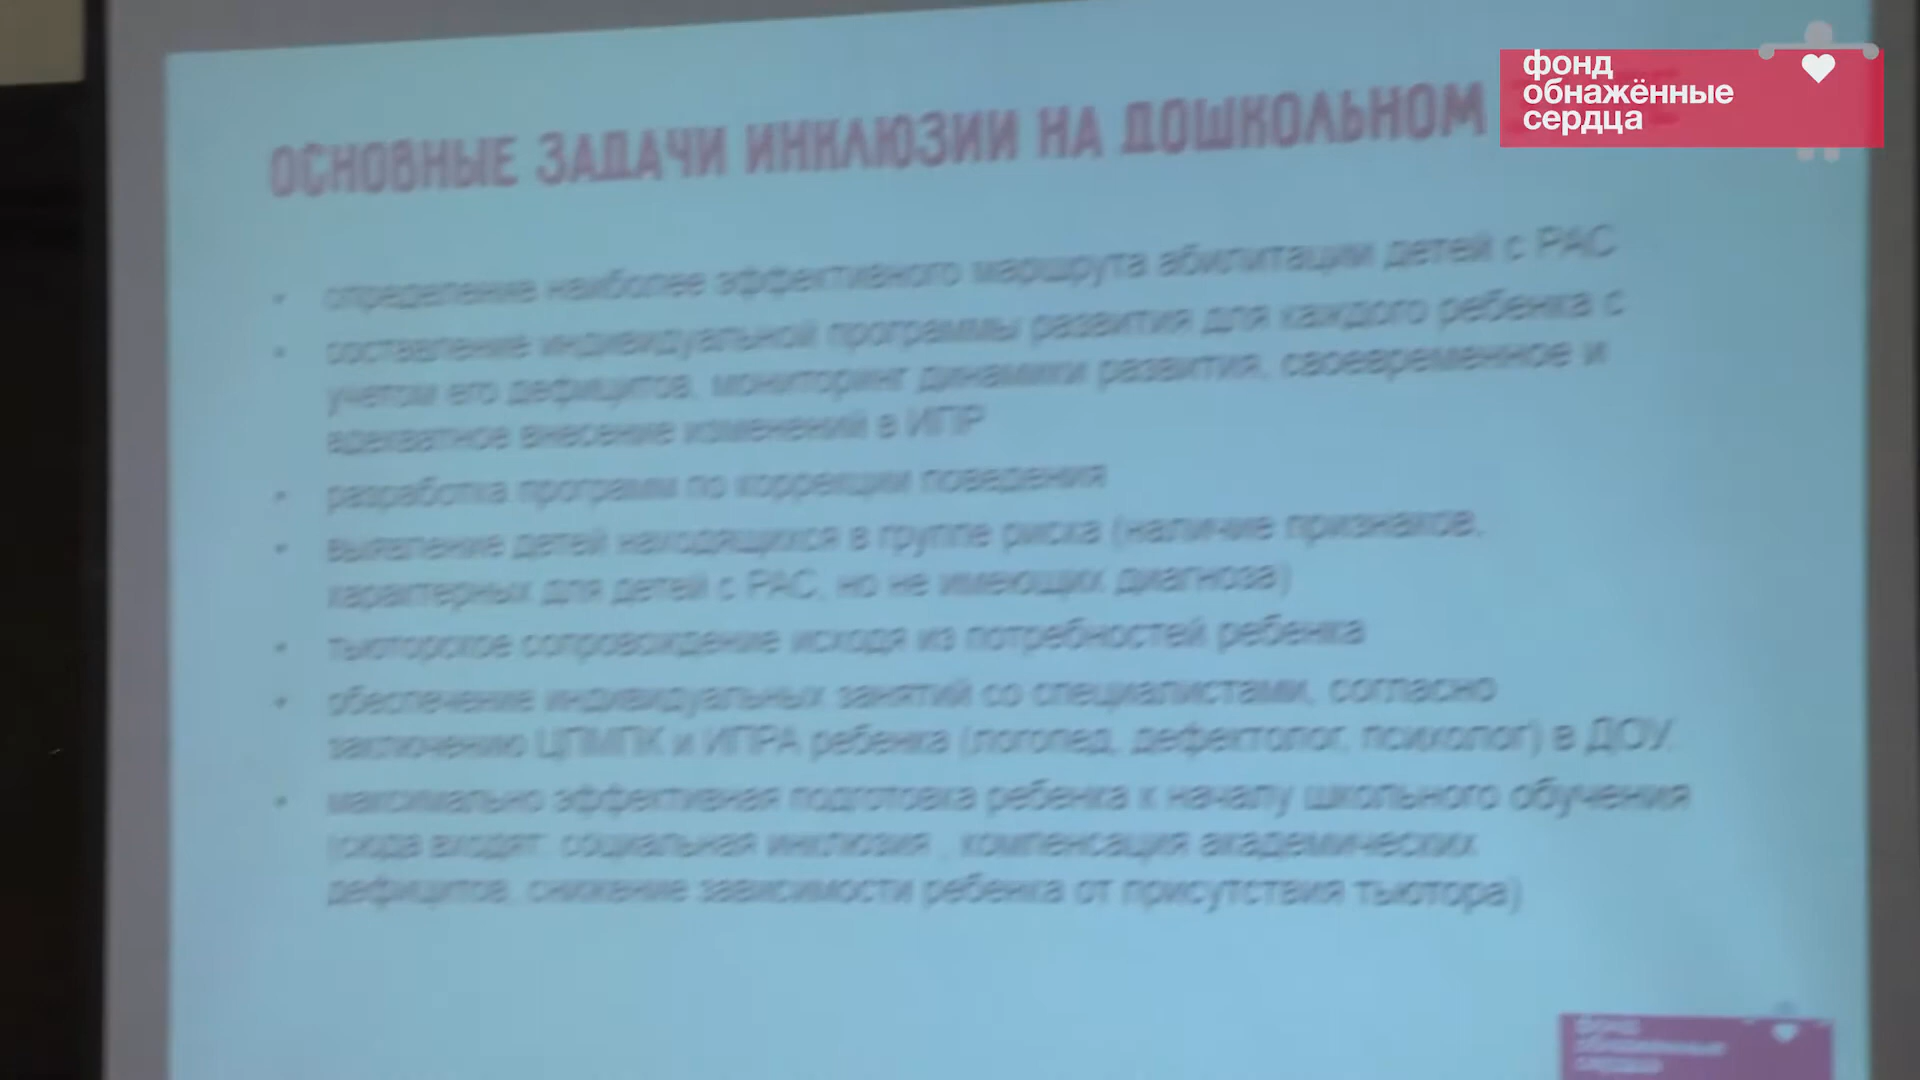 фонд
обнажённые
сердца
ОСНОВНЫЕ ЗАДАЧИ ИНКЛЮЗИИ НА ДОШКОЛЬНОМ
• определение наиболее эффективного маршрута абилитации детей с РАС
• составление индивидуальной программы развития для каждого ребенка с
учетом его дефицитов, мониторинг динамики развития, своевременное и
адекватное внесение изменений в ИПР
• разработка программ по коррекции поведения
• выявление детей находящихся в группе риска (наличие признаков,
характерных для детей с РАС, но не имеющих диагноза)
• тьюторское сопровождение исходя из потребностей ребенка
• обеспечение индивидуальных занятий со специалистами, согласно
заключению ЦПМПК и ИПРА ребенка (логопед, дефектолог, психолог) в ДОУ
• максимально эффективная подготовка ребенка к началу школьного обучения
(сюда входят: социальная инклюзия , компенсация академических
дефицитов, снижание зависимости ребенка от присутствия тьютора)
фонд
обнажённые
сердца